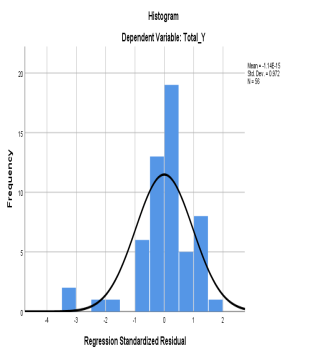 Histogram
Dependent Variable: Total_Y
Mean = -1.14E-15
Std. Dev. = 0.972
N = 56
Frequency
20
15
10
5
0
-4 -3 -2 -1 0 1 2
Regression Standardized Residual